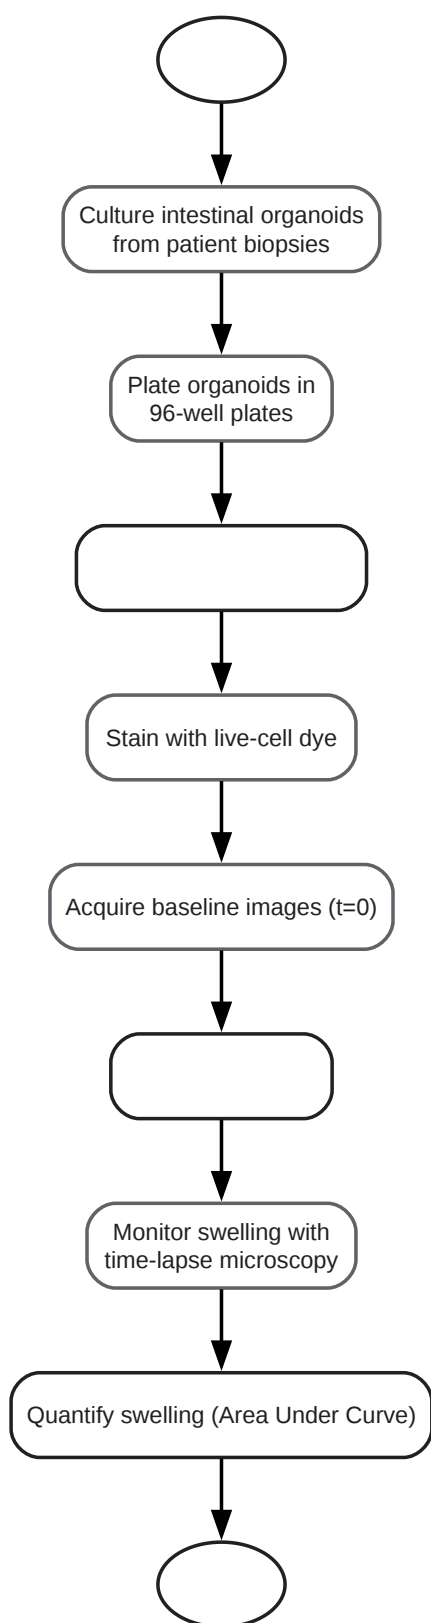 Culture intestinal organoids
from patient biopsies
Plate organoids in
96-well plates
Stain with live-cell dye
Acquire baseline images (t=0)
Monitor swelling with
time-lapse microscopy
Quantify swelling (Area Under Curve)